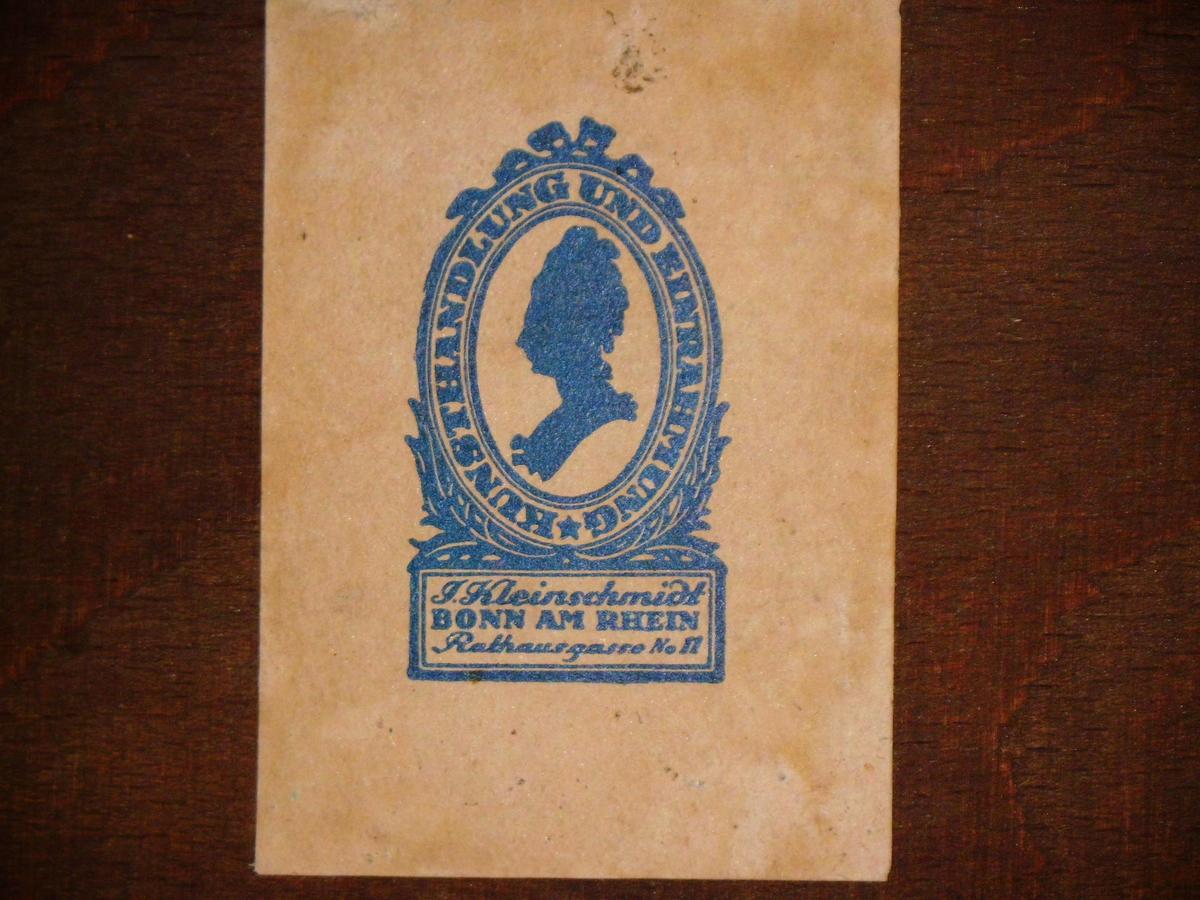 KUNSTHANDLUNG UND EINRAHMUNG
J. Kleinschmidt
BONN AM RHEIN
Rathausgasse No 11